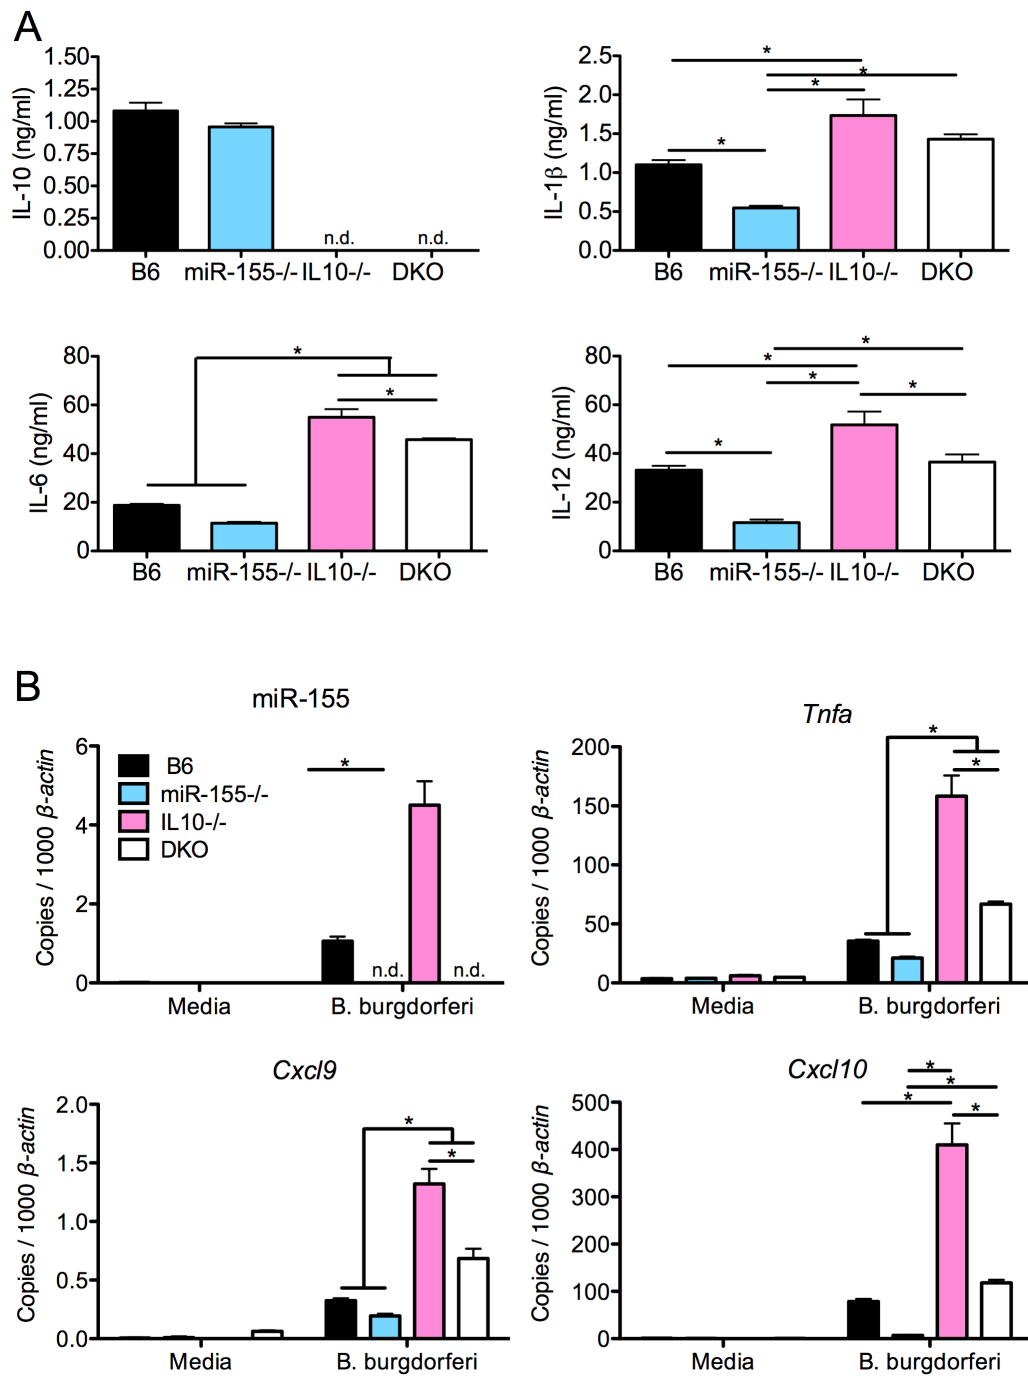 A
IL-10 (ng/ml)
1.50
1.25
1.00
0.75
0.50
0.25
0.00
n.d.
n.d.
B6 miR-155-/- IL10-/- DKO
IL-1β (ng/ml)
2.5
2.0
1.5
1.0
0.5
0.0
*
*
*
*
B6 miR-155-/- IL10-/- DKO
IL-6 (ng/ml)
80
60
40
20
0
*
*
B6 miR-155-/- IL10-/- DKO
IL-12 (ng/ml)
80
60
40
20
0
*
*
*
*
*
B6 miR-155-/- IL10-/- DKO
B
miR-155
Copies / 1000 β-actin
6
4
2
0
B6
miR-155-/-
IL10-/-
DKO
*
n.d.
n.d.
Media B. burgdorferi
Tnfa
Copies / 1000 β-actin
200
150
100
50
0
*
*
Media B. burgdorferi
Cxcl9
Copies / 1000 β-actin
2.0
1.5
1.0
0.5
0.0
*
*
Media B. burgdorferi
Cxcl10
Copies / 1000 β-actin
500
400
300
200
100
0
*
*
*
*
Media B. burgdorferi